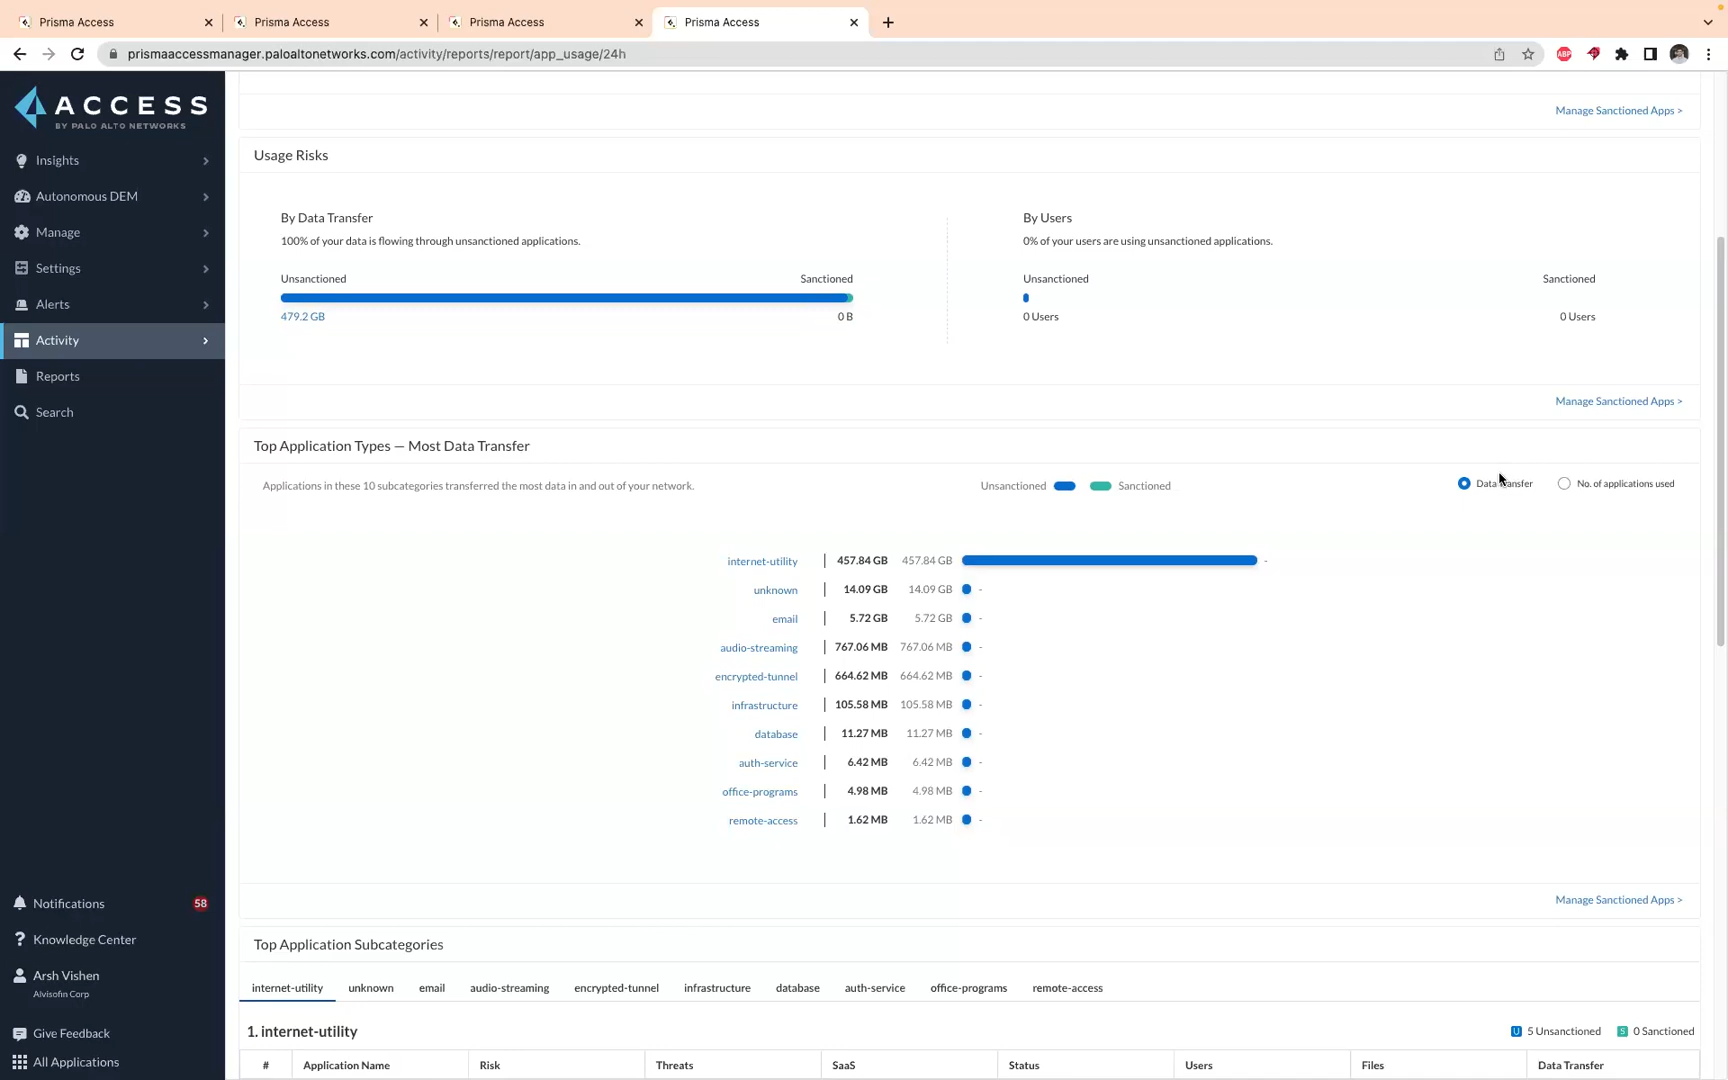 Prisma Access
Prisma Access
Prisma Access
Prisma Access
prismaaccessmanager.paloaltonetworks.com/activity/reports/report/app_usage/24h
ABP
ACCESS
BY PALO ALTO NETWORKS
Insights
Autonomous DEM
Manage
Settings
Alerts
Activity
Reports
Search
Notifications 58
Knowledge Center
Arsh Vishen
Alvisofin Corp
Give Feedback
All Applications
Manage Sanctioned Apps >
Usage Risks
By Data Transfer
100% of your data is flowing through unsanctioned applications.
Unsanctioned Sanctioned
479.2 GB 0 B
By Users
0% of your users are using unsanctioned applications.
Unsanctioned Sanctioned
0 Users 0 Users
Manage Sanctioned Apps >
Top Application Types — Most Data Transfer
Applications in these 10 subcategories transferred the most data in and out of your network. Unsanctioned Sanctioned Data Transfer No. of applications used
internet-utility 457.84 GB 457.84 GB -
unknown 14.09 GB 14.09 GB -
email 5.72 GB 5.72 GB -
audio-streaming 767.06 MB 767.06 MB -
encrypted-tunnel 664.62 MB 664.62 MB -
infrastructure 105.58 MB 105.58 MB -
database 11.27 MB 11.27 MB -
auth-service 6.42 MB 6.42 MB -
office-programs 4.98 MB 4.98 MB -
remote-access 1.62 MB 1.62 MB -
Manage Sanctioned Apps >
Top Application Subcategories
internet-utility unknown email audio-streaming encrypted-tunnel infrastructure database auth-service office-programs remote-access
1. internet-utility U 5 Unsanctioned S 0 Sanctioned
# Application Name Risk Threats SaaS Status Users Files Data Transfer